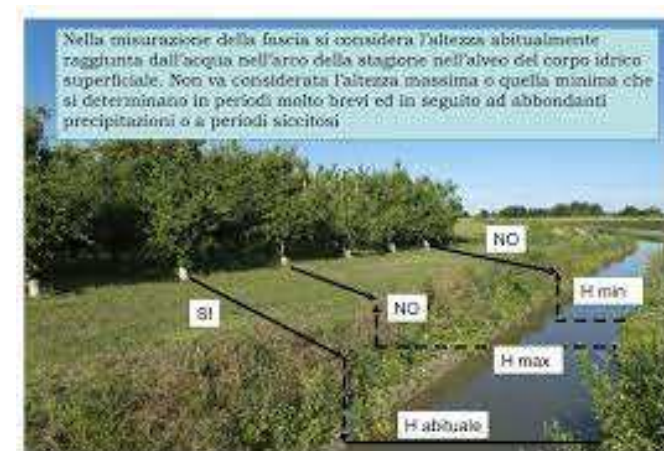 Nella misurazione della fascia si considera l'altezza abitualmente
raggiunta dall'acqua nell'arco della stagione nell'alveo del corpo idrico
superficiale. Non va considerata l'altezza massima o quella minima che
si determinano in periodi molto brevi ed in seguito ad abbondanti
precipitazioni o a periodi siccitosi
NO
H min
SI
NO
H max
H abituale